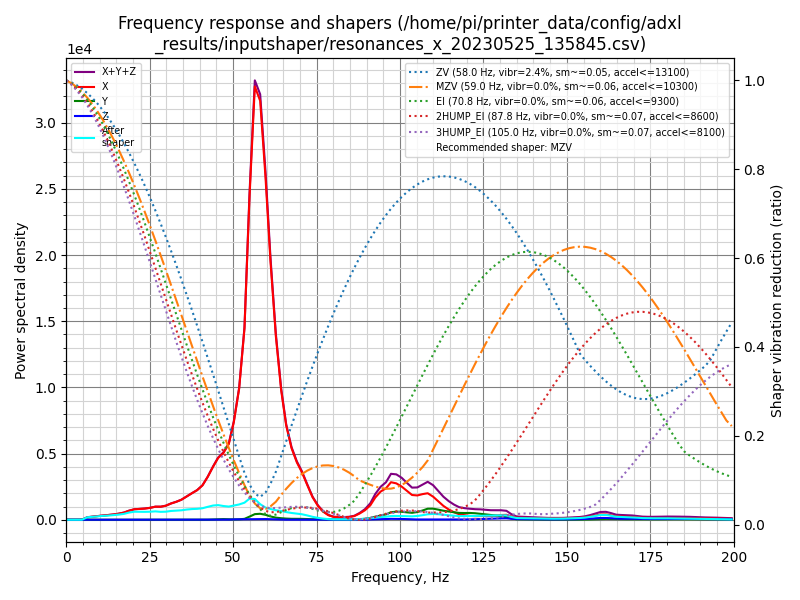 Frequency response and shapers (/home/pi/printer_data/config/adxl
_results/inputshaper/resonances_x_20230525_135845.csv)
1e4
X+Y+Z
X
Y
Z
After
shaper
ZV (58.0 Hz, vibr=2.4%, sm~=0.05, accel<=13100)
MZV (59.0 Hz, vibr=0.0%, sm~=0.06, accel<=10300)
EI (70.8 Hz, vibr=0.0%, sm~=0.06, accel<=9300)
2HUMP_EI (87.8 Hz, vibr=0.0%, sm~=0.07, accel<=8600)
3HUMP_EI (105.0 Hz, vibr=0.0%, sm~=0.07, accel<=8100)
Recommended shaper: MZV
Power spectral density
3.0
2.5
2.0
1.5
1.0
0.5
0.0
Shaper vibration reduction (ratio)
1.0
0.8
0.6
0.4
0.2
0.0
0 25 50 75 100 125 150 175 200
Frequency, Hz